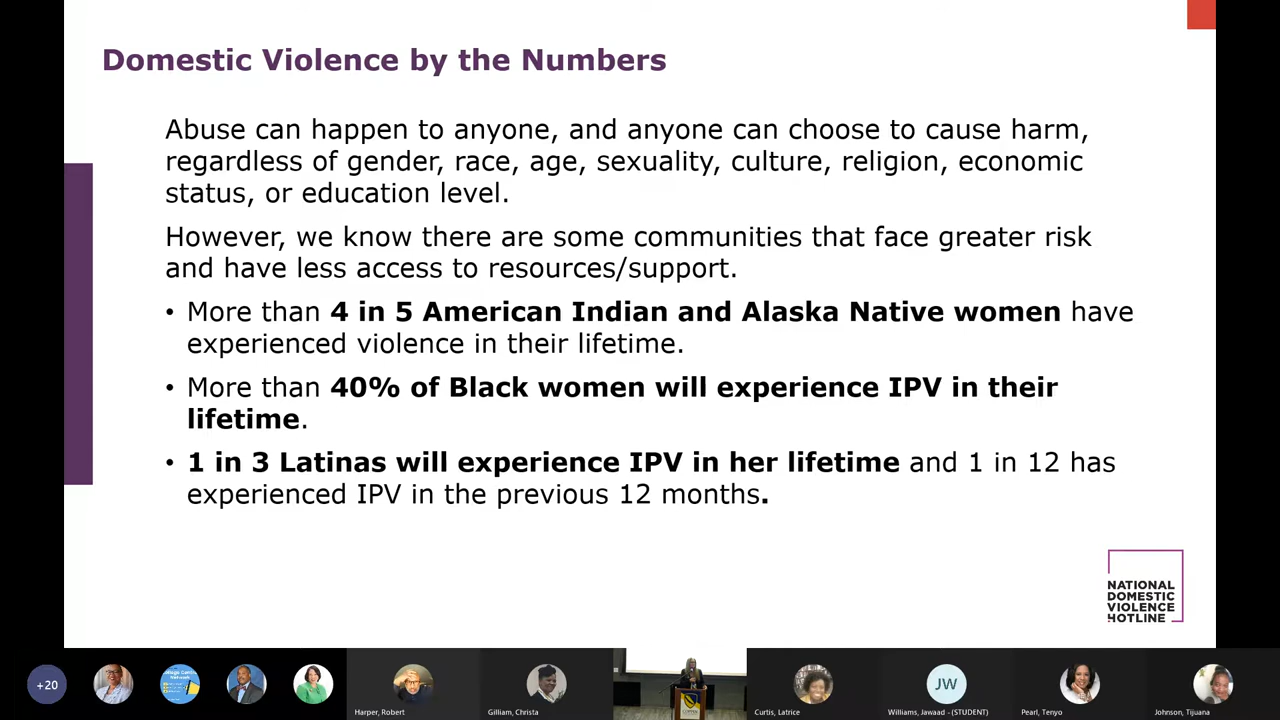 Domestic Violence by the Numbers
Abuse can happen to anyone, and anyone can choose to cause harm,
regardless of gender, race, age, sexuality, culture, religion, economic
status, or education level.
However, we know there are some communities that face greater risk
and have less access to resources/support.
• More than 4 in 5 American Indian and Alaska Native women have
experienced violence in their lifetime.
• More than 40% of Black women will experience IPV in their
lifetime.
• 1 in 3 Latinas will experience IPV in her lifetime and 1 in 12 has
experienced IPV in the previous 12 months.
NATIONAL
DOMESTIC
VIOLENCE
HOTLINE
+20
Harper, Robert
Gilliam, Christa
Curtis, Latrice
JW
Williams, Jawaad - (STUDENT)
Pearl, Tenyo
Johnson, Tijuana